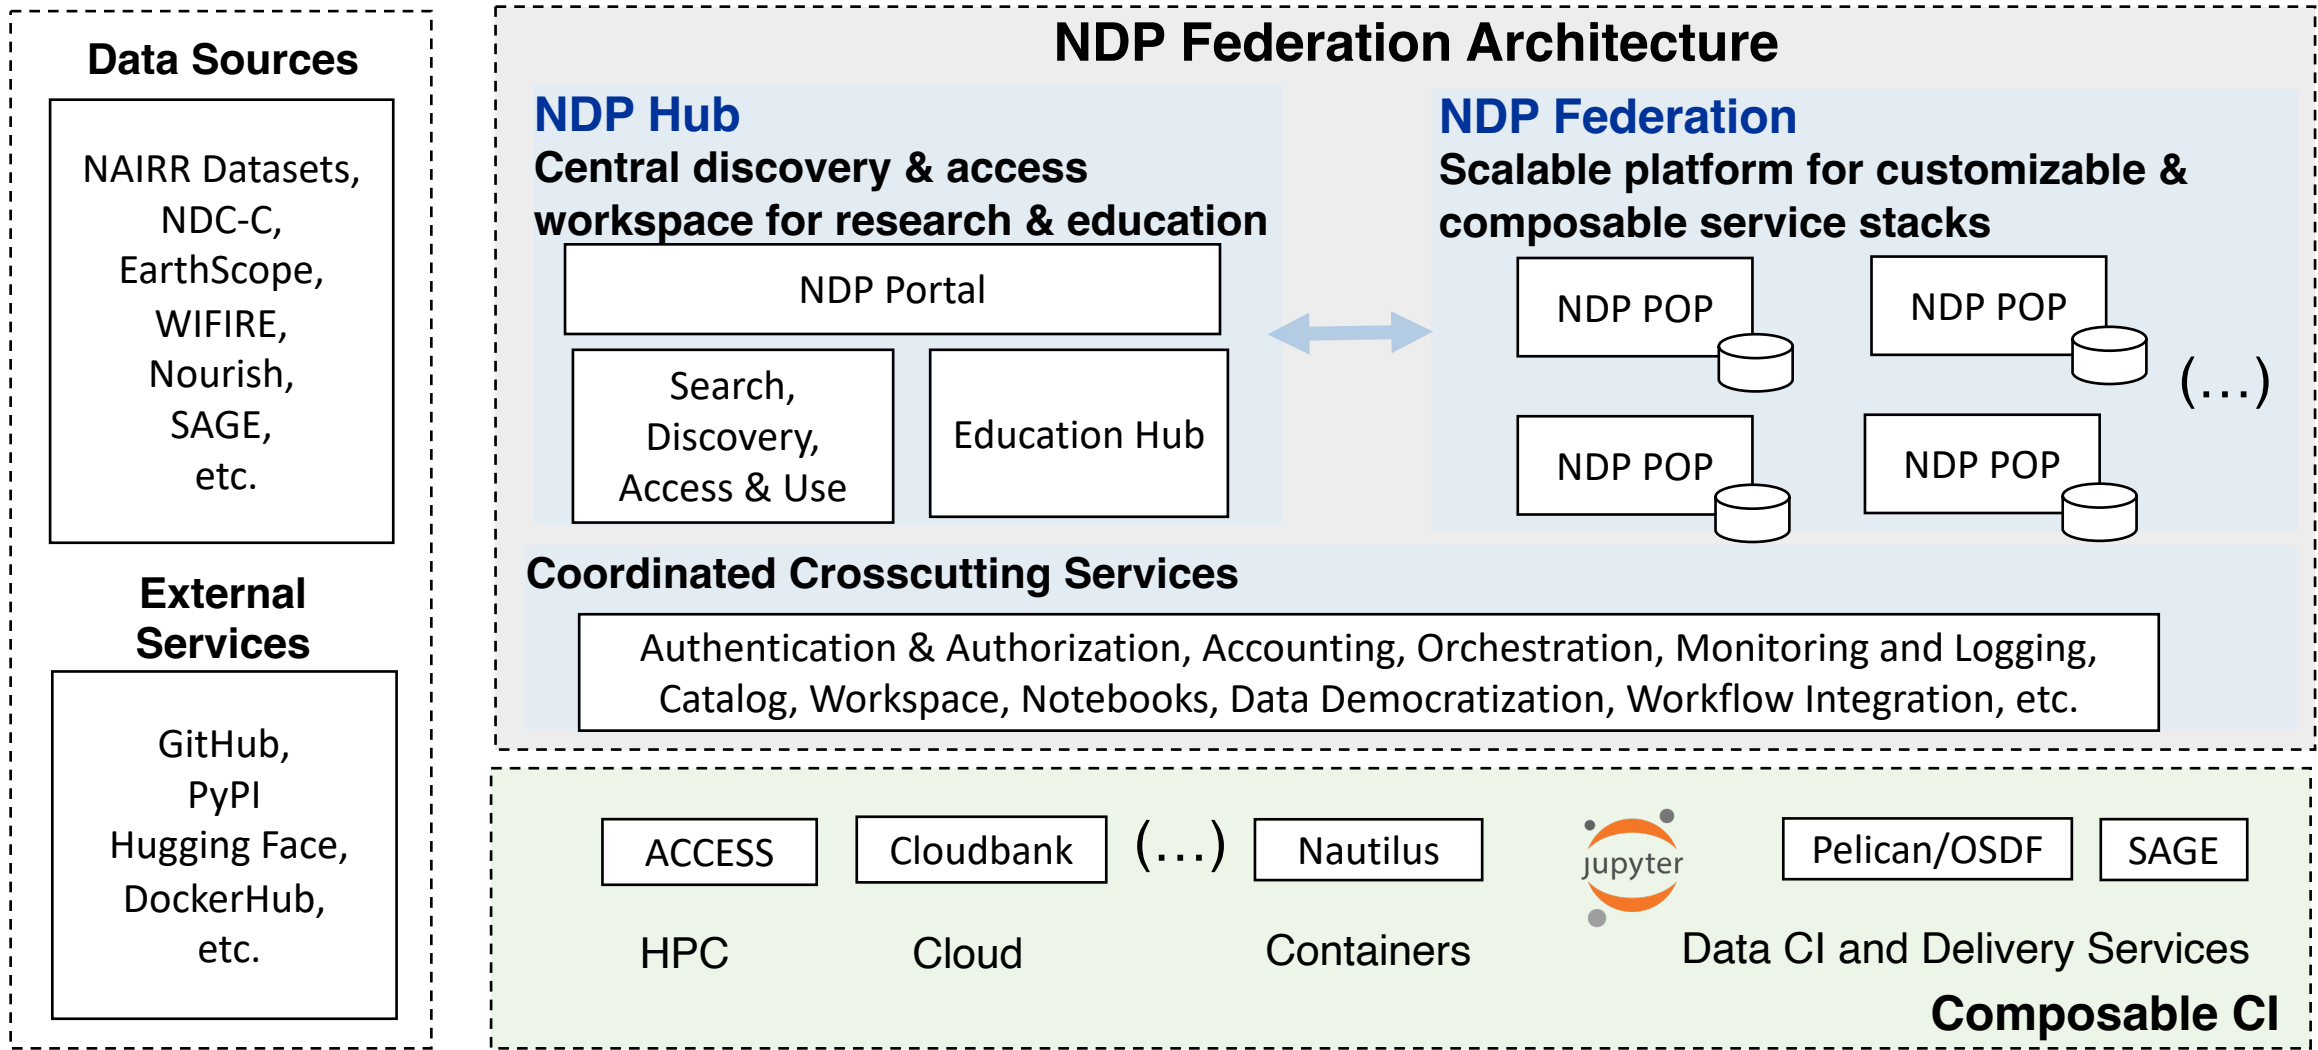 Data Sources
NAIRR Datasets,
NDC-C,
EarthScope,
WIFIRE,
Nourish,
SAGE,
etc.
External
Services
GitHub,
PyPI
Hugging Face,
DockerHub,
etc.
NDP Federation Architecture
NDP Hub
Central discovery & access
workspace for research & education
NDP Portal
Search,
Discovery,
Access & Use
Education Hub
NDP Federation
Scalable platform for customizable &
composable service stacks
NDP POP
NDP POP
(...)
NDP POP
NDP POP
Coordinated Crosscutting Services
Authentication & Authorization, Accounting, Orchestration, Monitoring and Logging,
Catalog, Workspace, Notebooks, Data Democratization, Workflow Integration, etc.
ACCESS
Cloudbank
(...)
Nautilus
jupyter
Pelican/OSDF
SAGE
HPC
Cloud
Containers
Data CI and Delivery Services
Composable CI